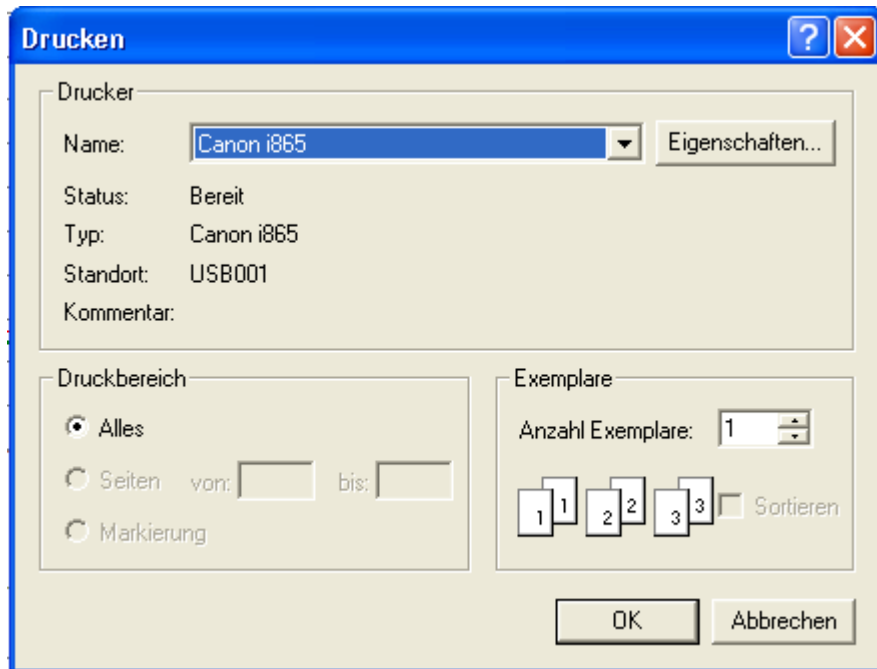 Drucken
Drucker
Name: Canon i865 Eigenschaften...
Status: Bereit
Typ: Canon i865
Standort: USB001
Kommentar:
Druckbereich
Alles
Seiten von: bis:
Markierung
Exemplare
Anzahl Exemplare: 1
1 1 2 2 3 3 Sortieren
OK Abbrechen